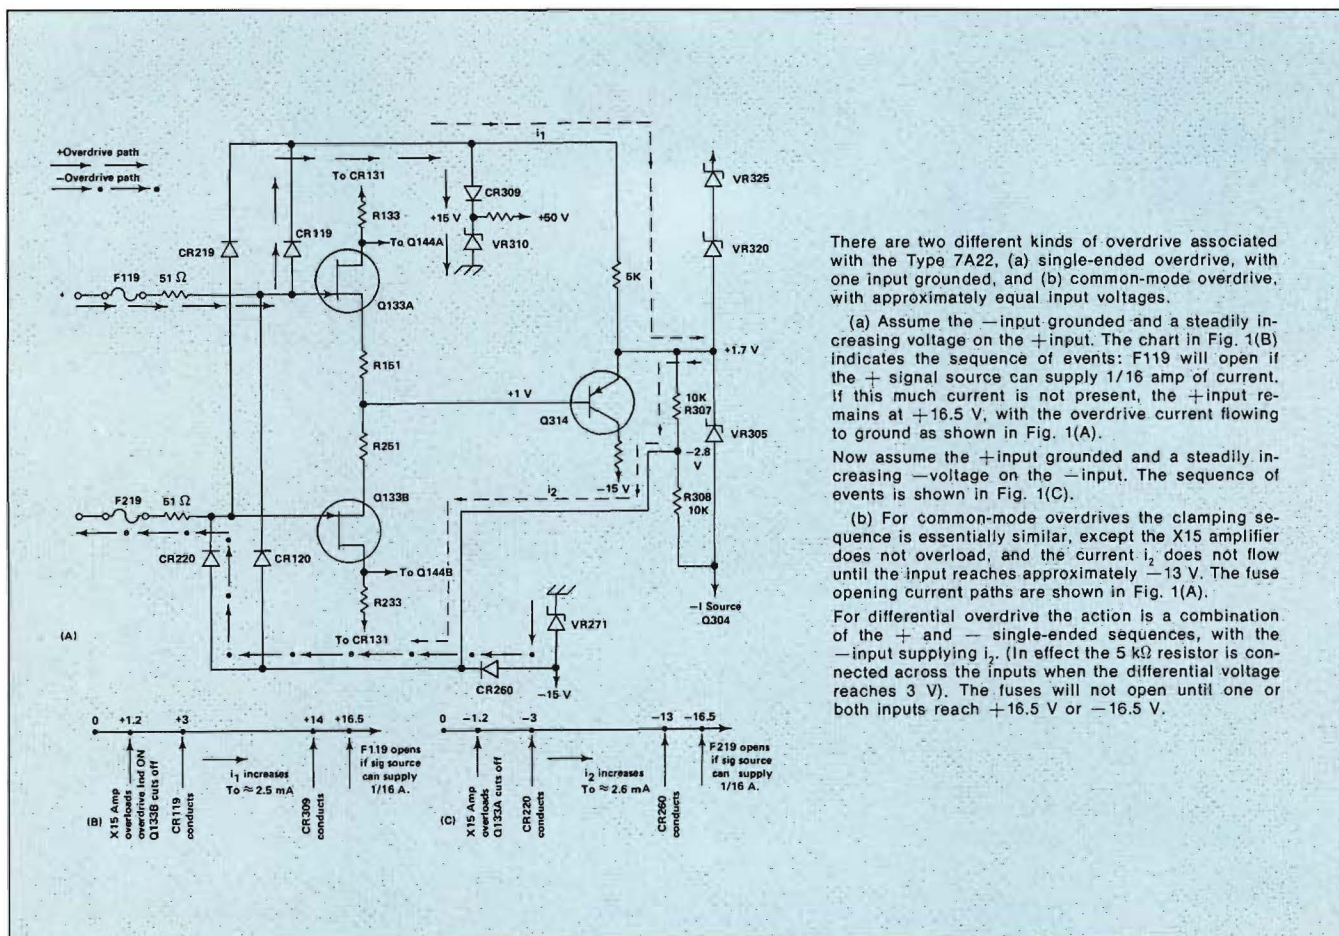 +Overdrive path
−Overdrive path
i1
To CR131
R133
CR309
+15 V
+50 V
VR310
To Q144A
CR219
CR119
F119
51 Ω
+
Q133A
VR325
VR320
5K
+1.7 V
R151
+1 V
Q314
10K
R307
VR305
−2.8
V
R251
−15 V
i2
R308
10K
Q133B
F219
51 Ω
−
CR220
CR120
To Q144B
R233
−I Source
Q304
VR271
(A)
To CR131
CR260
−15 V
0
+1.2
+3
+14
+16.5
i1 increases
To ≈ 2.5 mA
F119 opens
if sig source
can supply
1/16 A.
(B)
X15 Amp
overloads
overdrive Ind ON
Q133B cuts off
CR119
conducts
CR309
conducts
0
−1.2
−3
−13
−16.5
i2 increases
To ≈ 2.6 mA
F219 opens
if sig source
can supply
1/16 A.
(C)
X15 Amp
overloads
Q133A cuts off
CR220
conducts
CR260
conducts
There are two different kinds of overdrive associated
with the Type 7A22, (a) single-ended overdrive, with
one input grounded, and (b) common-mode overdrive,
with approximately equal input voltages.
(a) Assume the —input grounded and a steadily in-
creasing voltage on the +input. The chart in Fig. 1(B)
indicates the sequence of events: F119 will open if
the + signal source can supply 1/16 amp of current.
If this much current is not present, the +input re-
mains at +16.5 V, with the overdrive current flowing
to ground as shown in Fig. 1(A).
Now assume the +input grounded and a steadily in-
creasing —voltage on the —input. The sequence of
events is shown in Fig. 1(C).
(b) For common-mode overdrives the clamping se-
quence is essentially similar, except the X15 amplifier
does not overload, and the current i2 does not flow
until the input reaches approximately —13 V. The fuse
opening current paths are shown in Fig. 1(A).
For differential overdrive the action is a combination
of the + and — single-ended sequences, with the
—input supplying i2. (In effect the 5 kΩ resistor is con-
nected across the inputs when the differential voltage
reaches 3 V). The fuses will not open until one or
both inputs reach +16.5 V or —16.5 V.